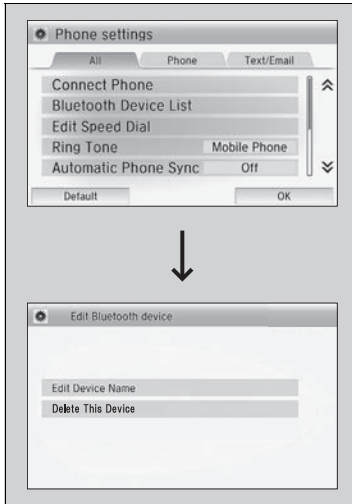 Phone settings
All Phone Text/Email
Connect Phone
Bluetooth Device List
Edit Speed Dial
Ring Tone Mobile Phone
Automatic Phone Sync Off
Default OK
Edit Bluetooth device
Edit Device Name
Delete This Device